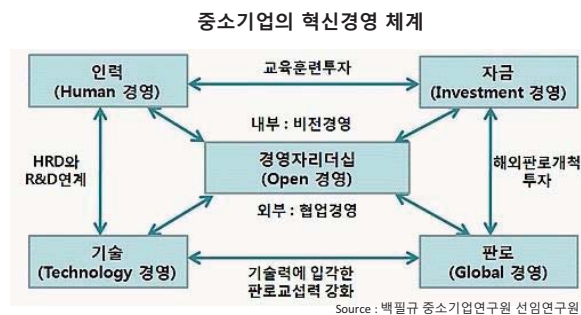 중소기업의 혁신경영 체계
인력
(Human 경영)
교육훈련투자
자금
(Investment 경영)
내부 : 비전경영
HRD와
R&D연계
경영자리더십
(Open 경영)
해외판로개척
투자
외부 : 협업경영
기술
(Technology 경영)
기술력에 입각한
판로교섭력 강화
판로
(Global 경영)
Source : 백필규 중소기업연구원 선임연구원